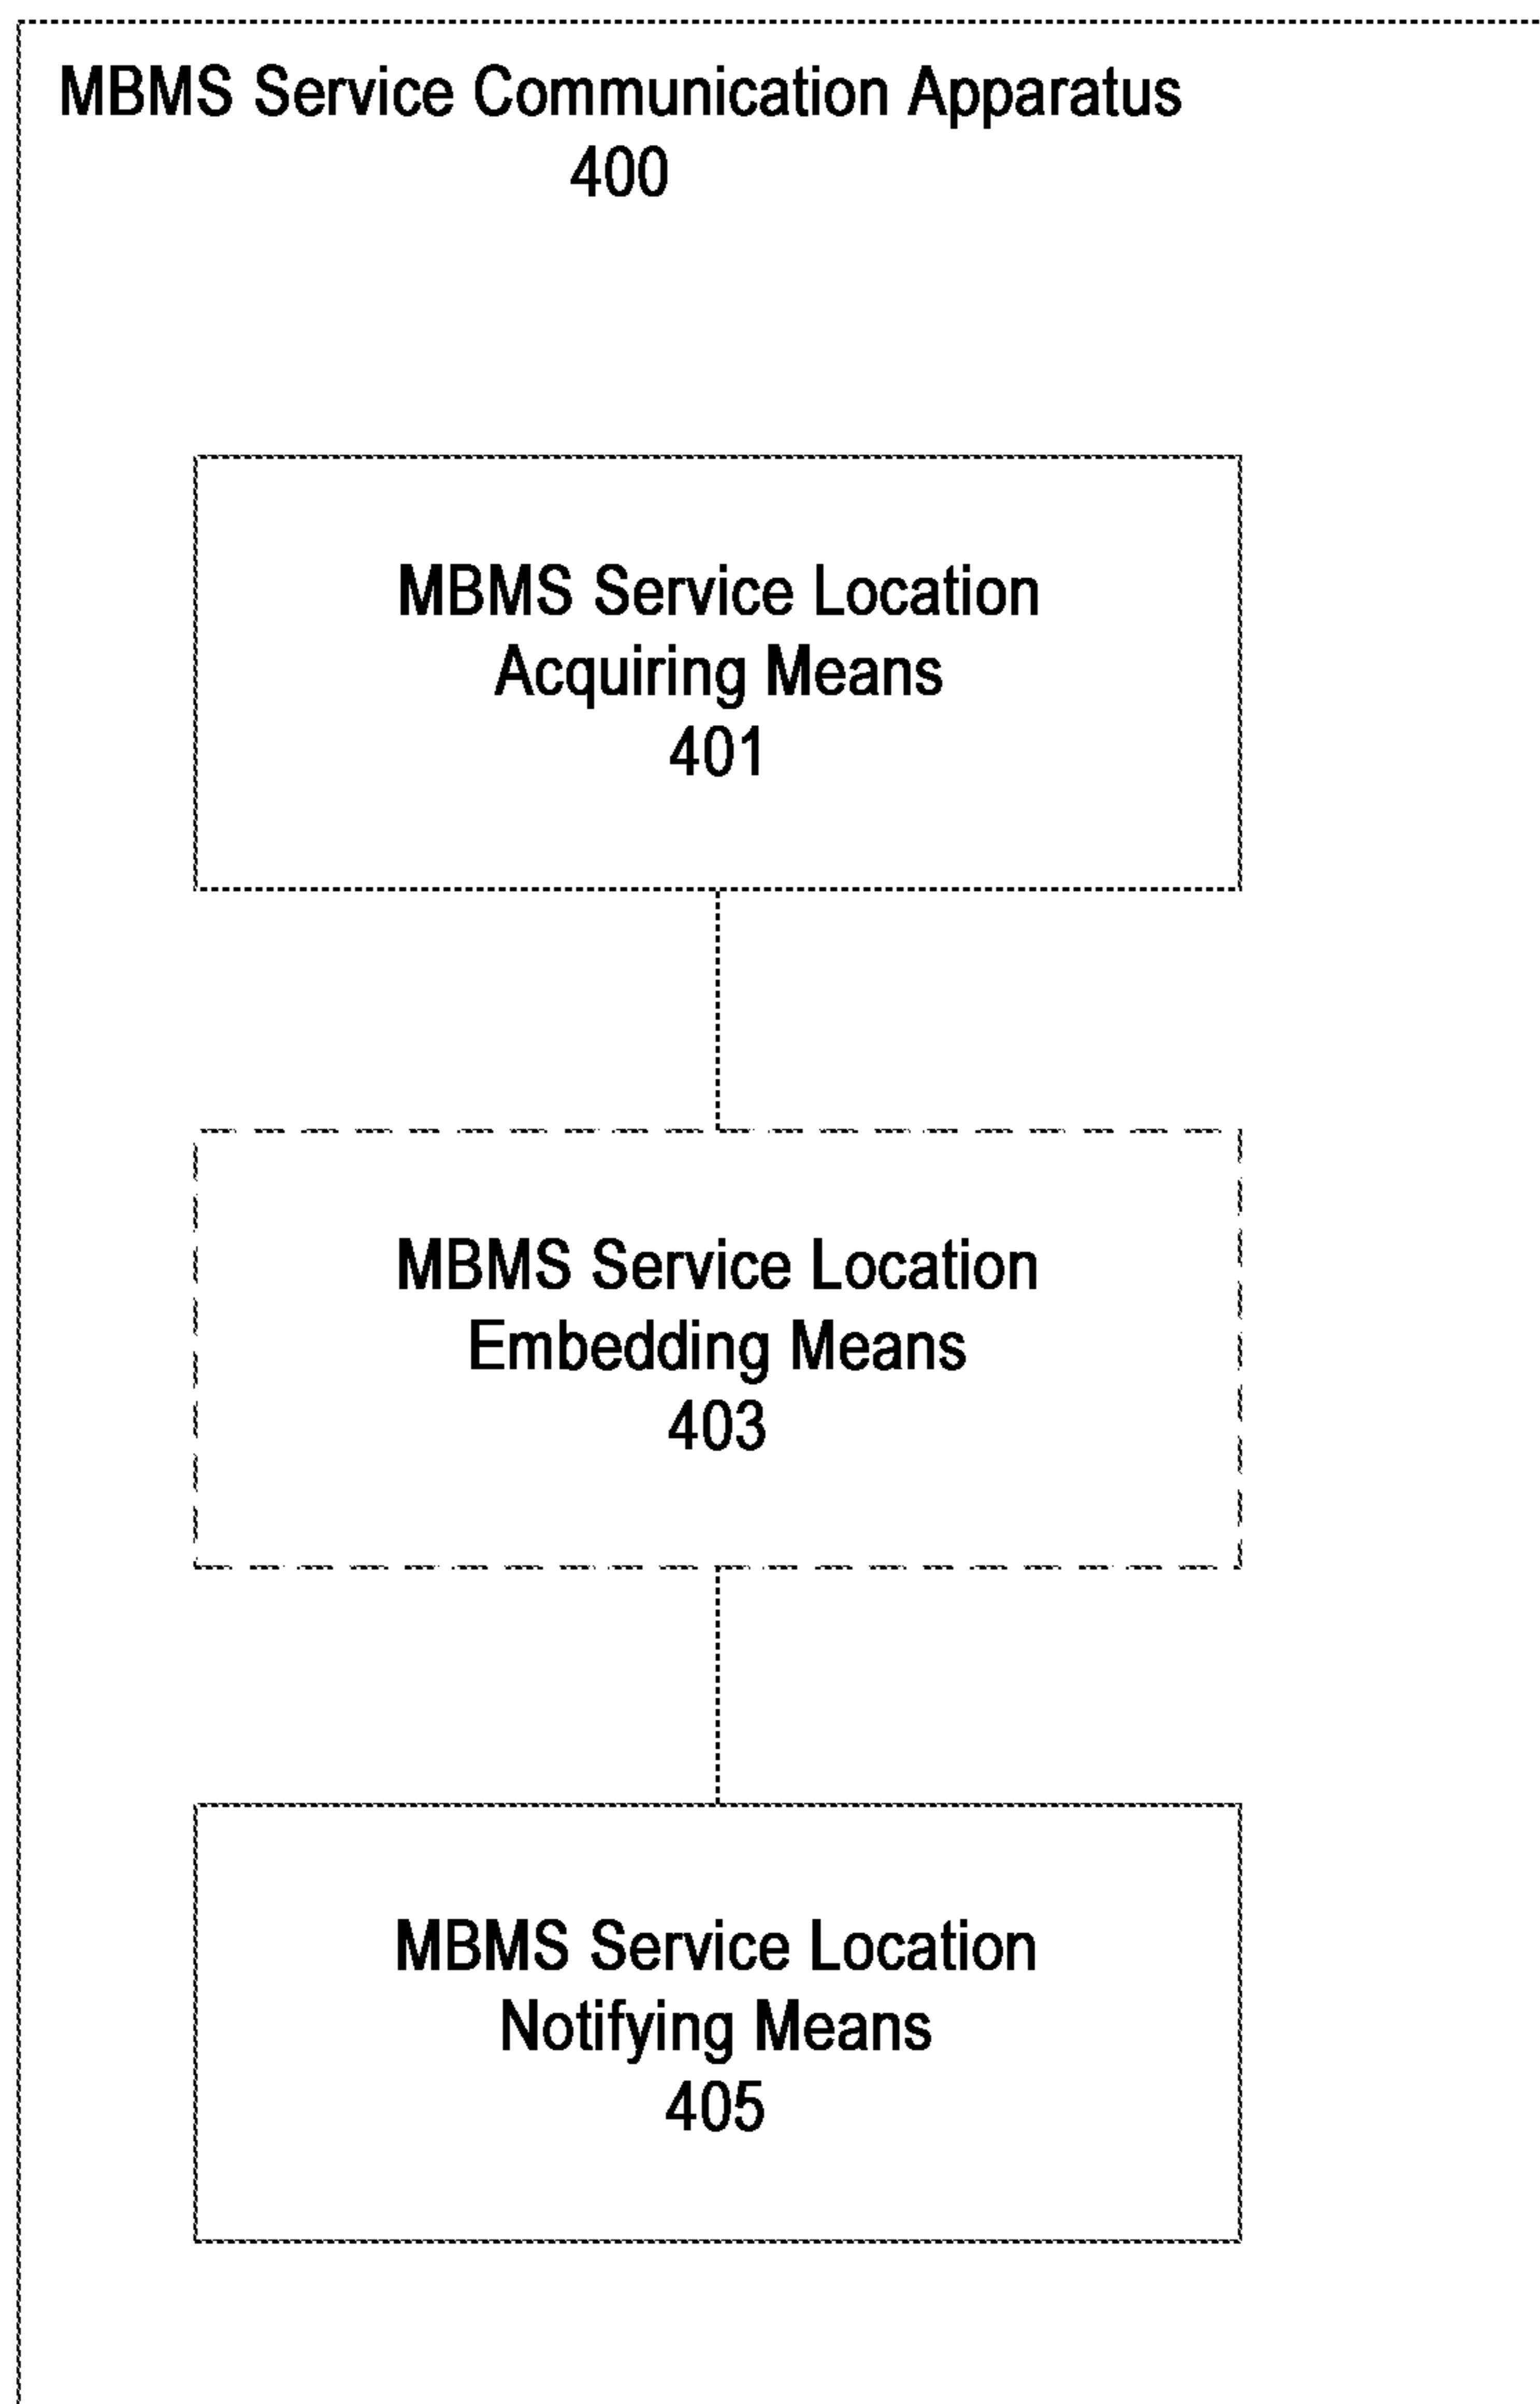 MBMS Service Communication Apparatus
400
MBMS Service Location
Acquiring Means
401
MBMS Service Location
Embedding Means
403
MBMS Service Location
Notifying Means
405